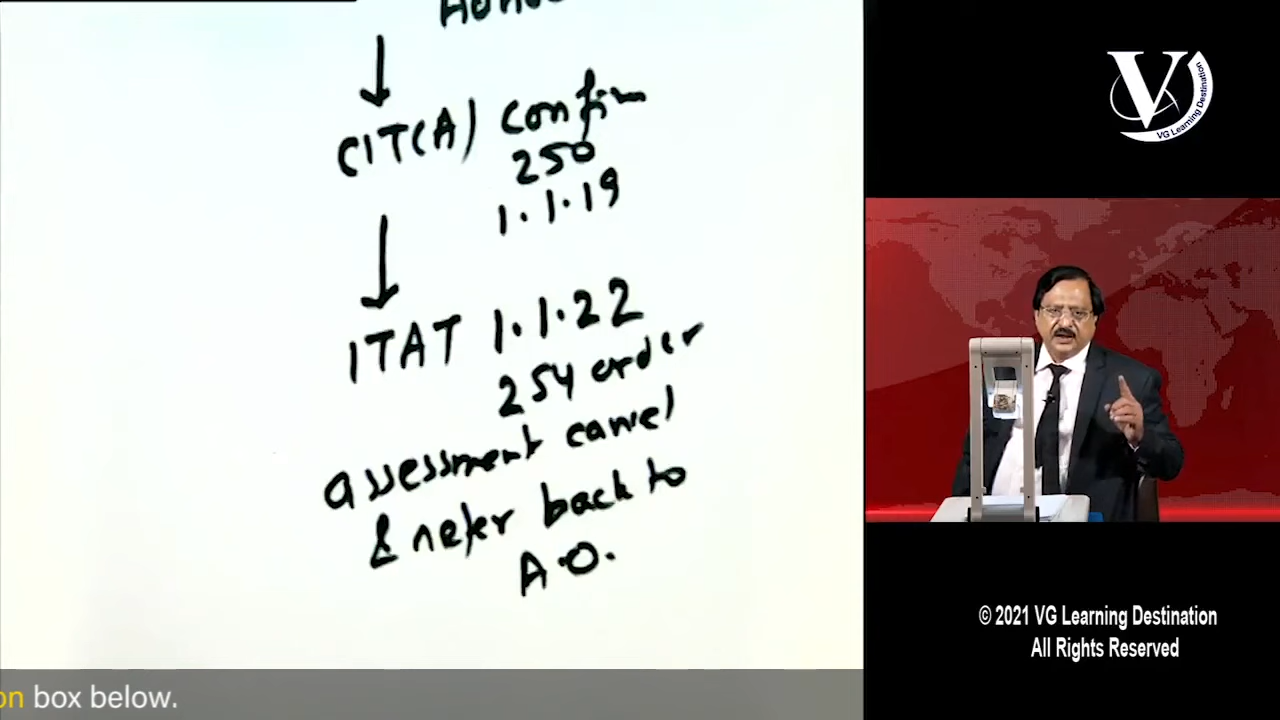 CIT(A) confirm
250
1.1.19
ITAT 1.1.22
254 order
assessment cancel
& refer back to
A.O.
on box below.
V
VG Learning Destination
© 2021 VG Learning Destination
All Rights Reserved